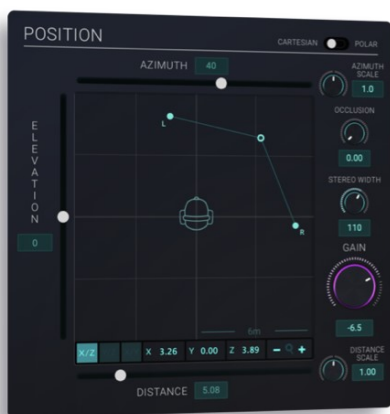 POSITION
CARTESIAN POLAR
AZIMUTH 40
AZIMUTH
SCALE
1.0
ELEVATION
0
OCCLUSION
0.00
STEREO WIDTH
110
GAIN
-6.5
L
R
6m
X/Z X 3.26 Y 0.00 Z 3.89 - +
DISTANCE 5.08
DISTANCE
SCALE
1.00